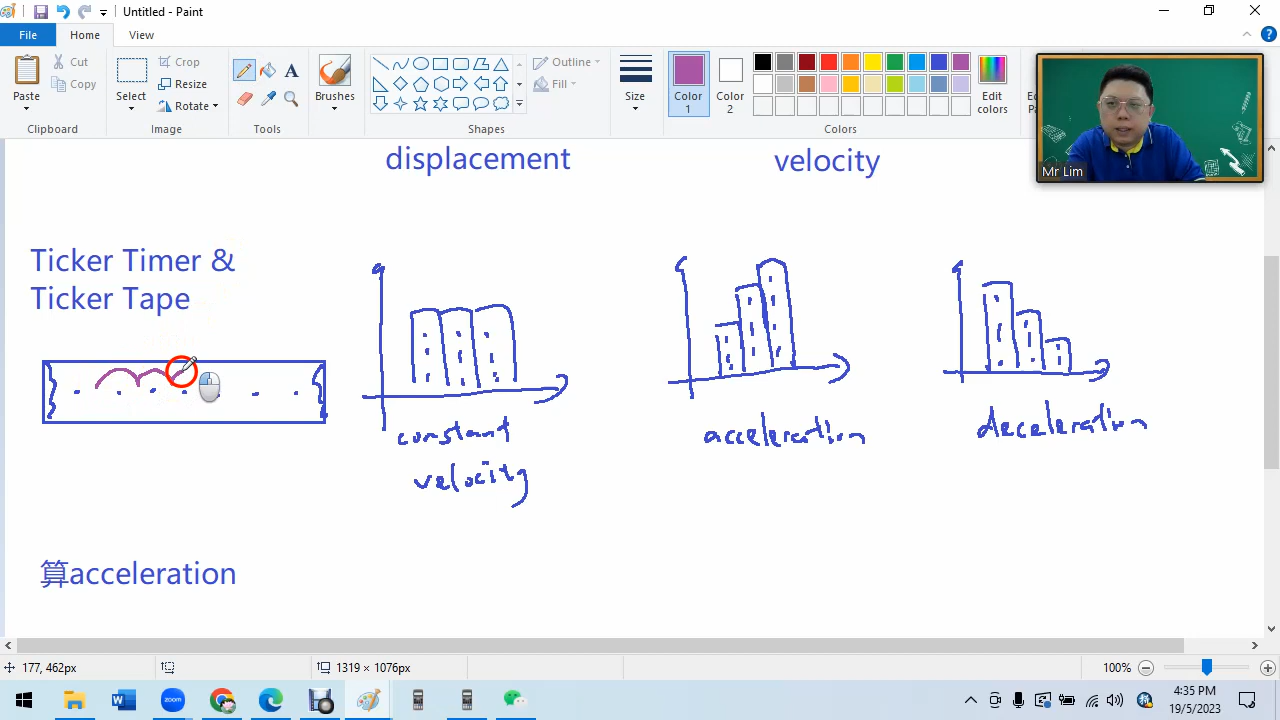 Untitled - Paint
File
Home
View
Paste
Cut
Copy
Clipboard
Select
Crop
Resize
Rotate
Image
Tools
Brushes
Shapes
Outline
Fill
Size
Color
1
Color
2
Edit
colors
Colors
Mr Lim
displacement
velocity
Ticker Timer &
Ticker Tape
constant
velocity
acceleration
deceleration
算acceleration
177, 462px
1319 × 1076px
100%
zoom
4:35 PM
19/5/2023